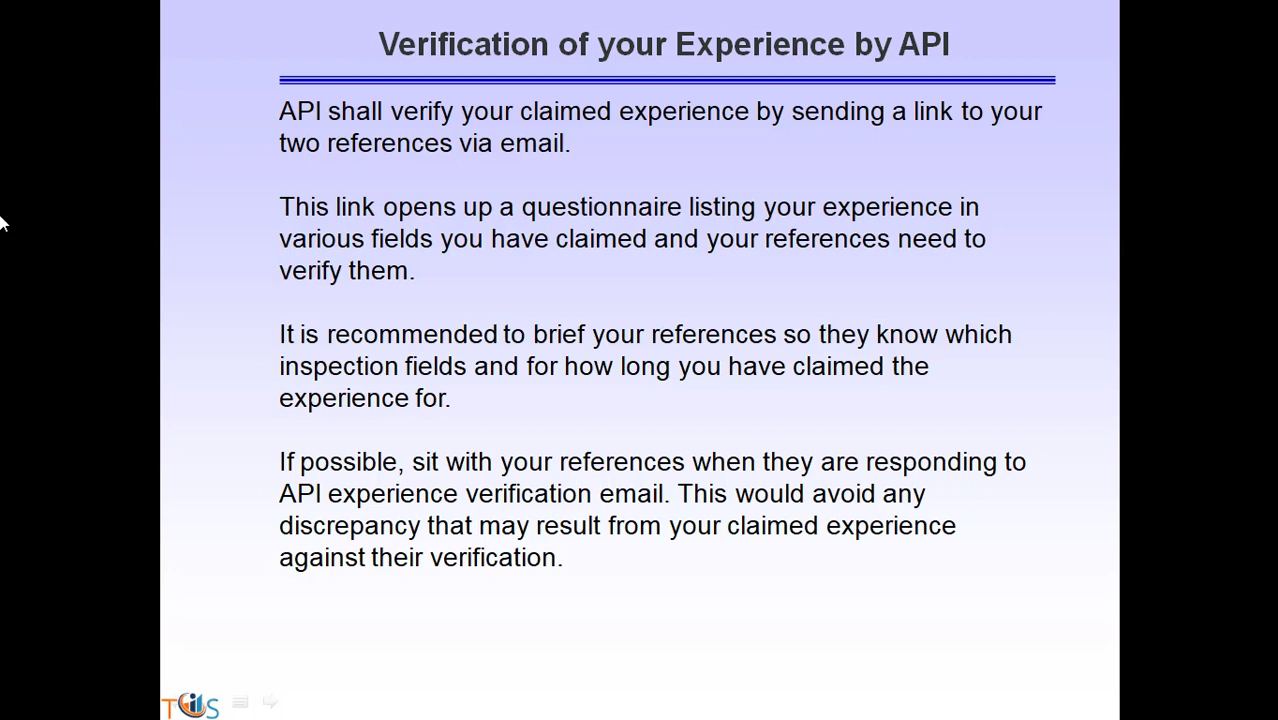 Verification of your Experience by API
API shall verify your claimed experience by sending a link to your
two references via email.
This link opens up a questionnaire listing your experience in
various fields you have claimed and your references need to
verify them.
It is recommended to brief your references so they know which
inspection fields and for how long you have claimed the
experience for.
If possible, sit with your references when they are responding to
API experience verification email. This would avoid any
discrepancy that may result from your claimed experience
against their verification.